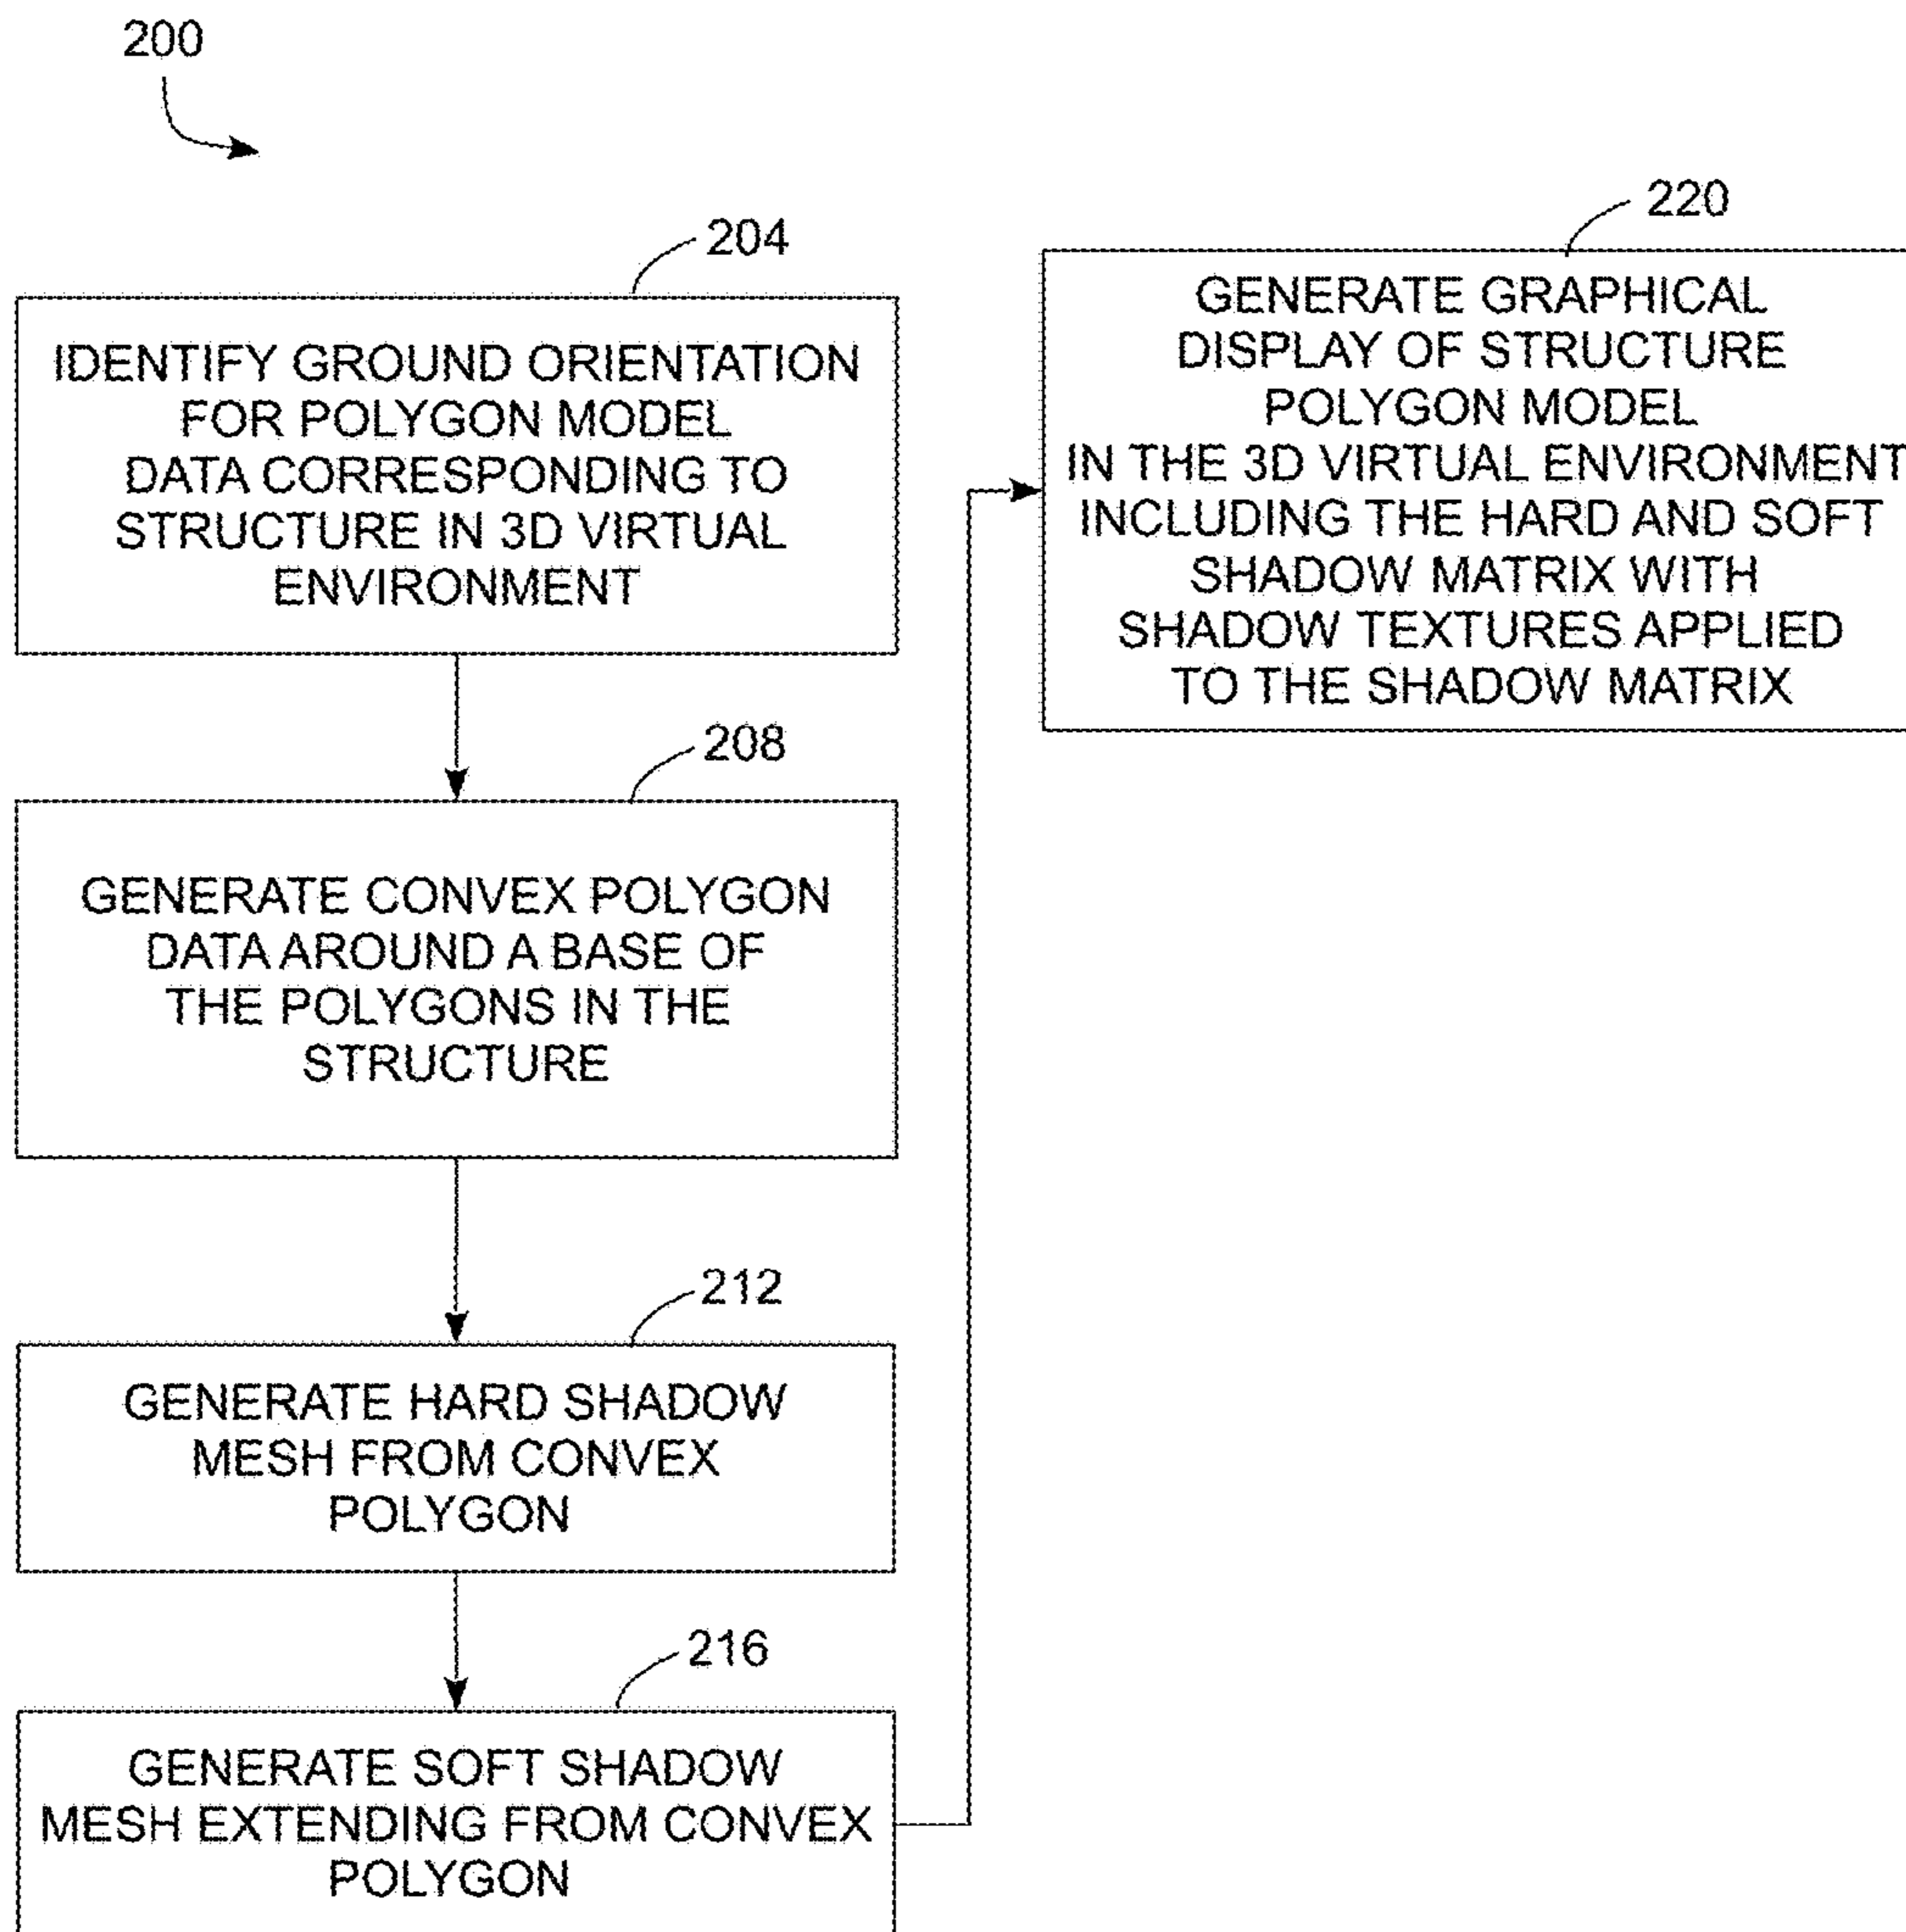 200
204
IDENTIFY GROUND ORIENTATION
FOR POLYGON MODEL
DATA CORRESPONDING TO
STRUCTURE IN 3D VIRTUAL
ENVIRONMENT
208
GENERATE CONVEX POLYGON
DATA AROUND A BASE OF
THE POLYGONS IN THE
STRUCTURE
212
GENERATE HARD SHADOW
MESH FROM CONVEX
POLYGON
216
GENERATE SOFT SHADOW
MESH EXTENDING FROM CONVEX
POLYGON
220
GENERATE GRAPHICAL
DISPLAY OF STRUCTURE
POLYGON MODEL
IN THE 3D VIRTUAL ENVIRONMENT
INCLUDING THE HARD AND SOFT
SHADOW MATRIX WITH
SHADOW TEXTURES APPLIED
TO THE SHADOW MATRIX